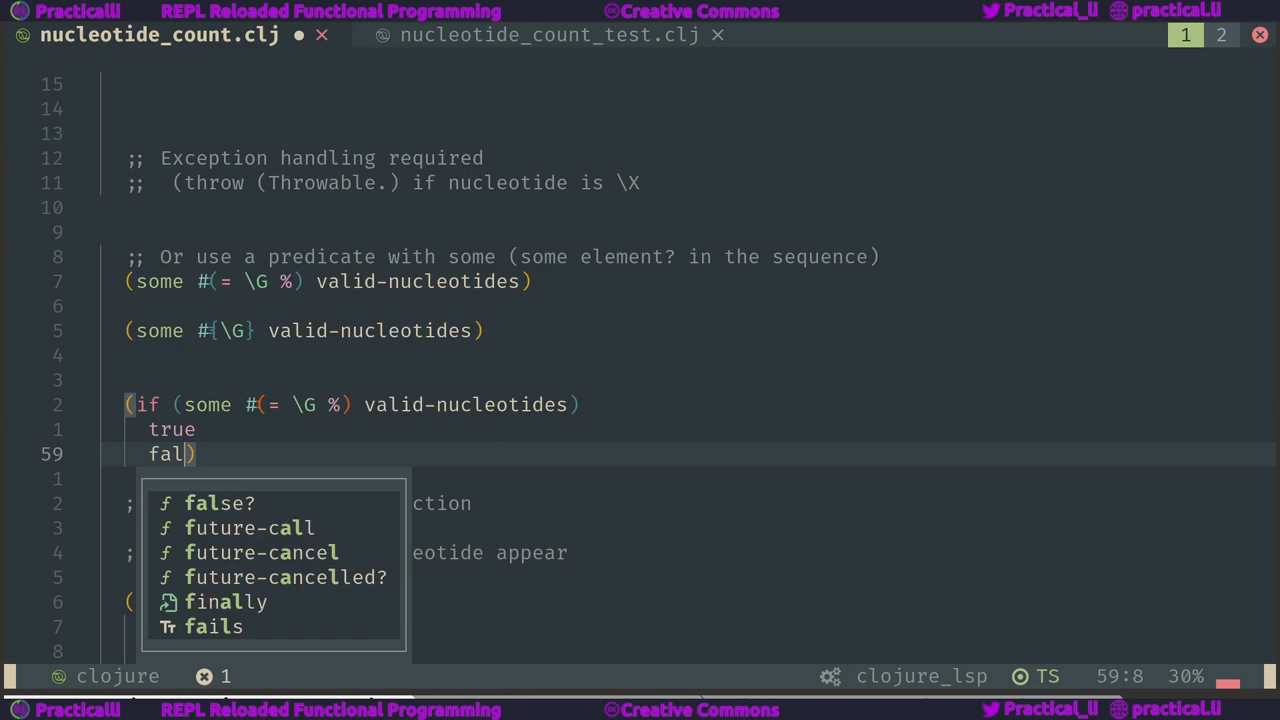 Practicalli REPL Reloaded Functional Programming Creative Commons Practical_li practical.li
nucleotide_count.clj ● × nucleotide_count_test.clj × 1 2
15
14
13
12 ;; Exception handling required
11 ;; (throw (Throwable.) if nucleotide is \X
10
9
8 ;; Or use a predicate with some (some element? in the sequence)
7 (some #(= \G %) valid-nucleotides)
6
5 (some #{\G} valid-nucleotides)
4
3
2 (if (some #(= \G %) valid-nucleotides)
1 true
59 fal)
1
2 ; false? ction
3 future-call
4 ; future-cancel eotide appear
5 future-cancelled?
6 ( finally
7 fails
8
clojure 1 clojure_lsp TS 59:8 30%
Practicalli REPL Reloaded Functional Programming Creative Commons Practical_li practical.li